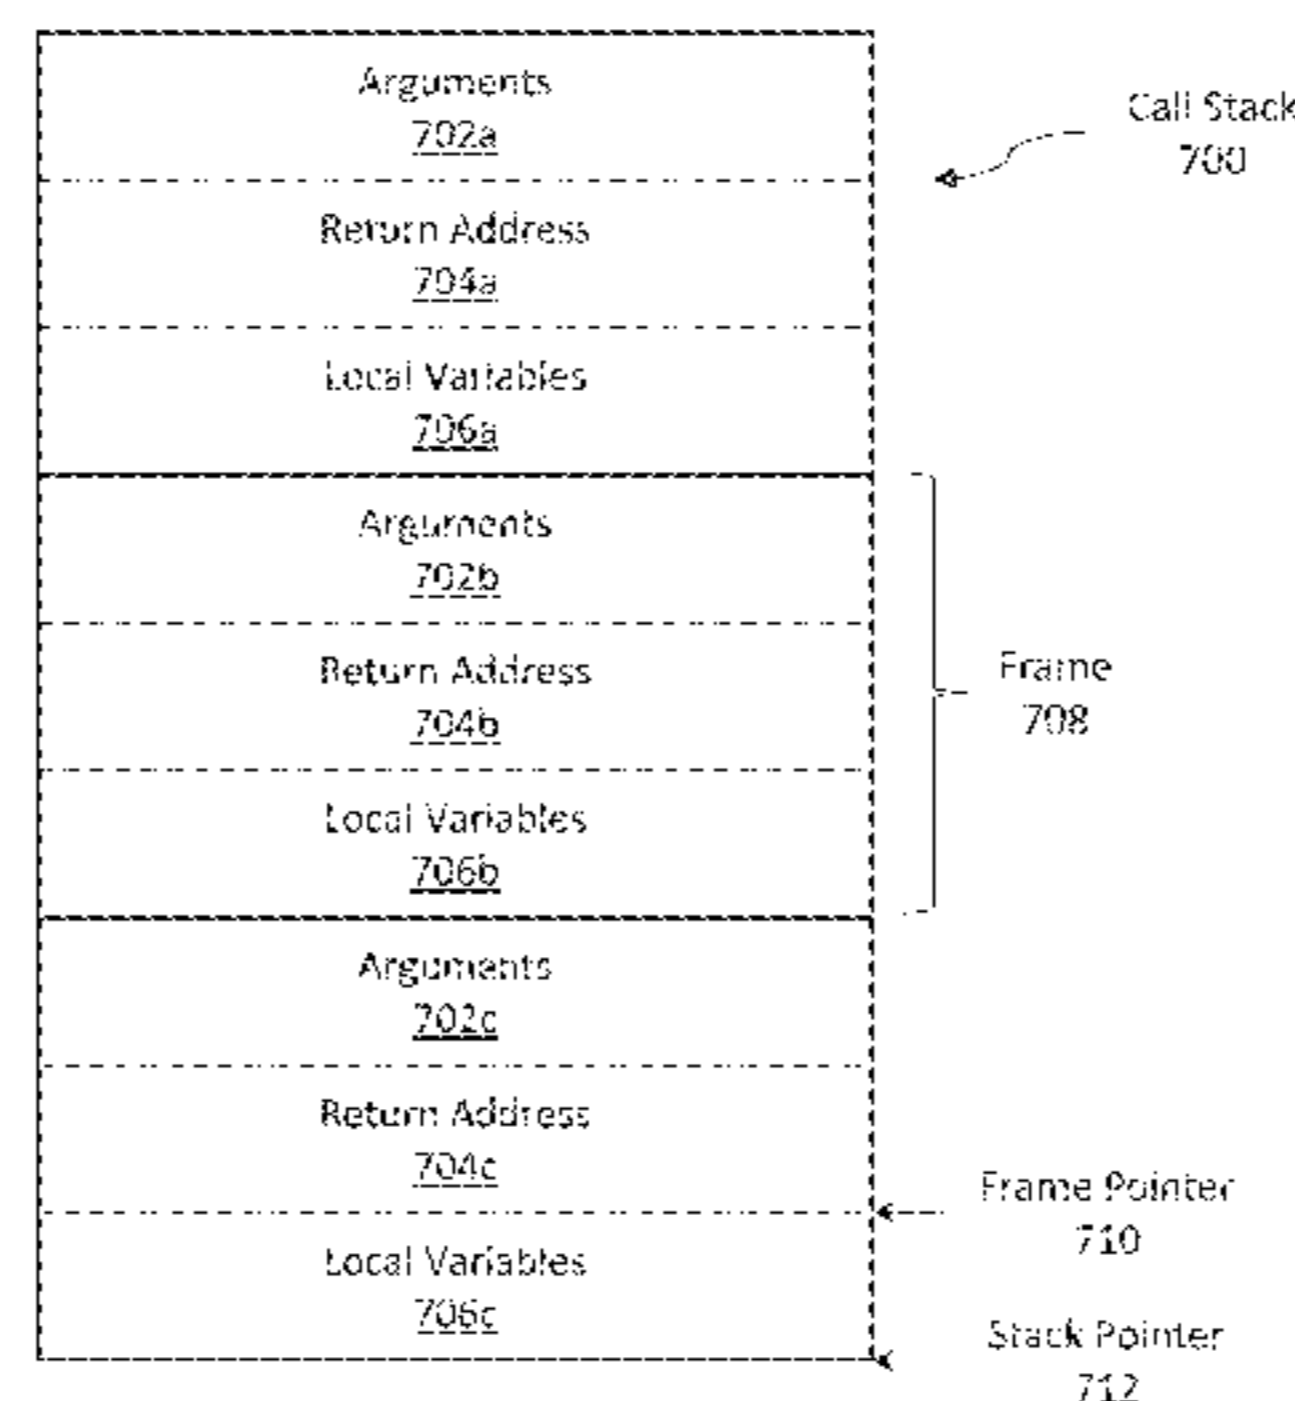 Arguments
702a
Call Stack
700
Return Address
704a
Local Variables
706a
Arguments
702b
Return Address
704b
Frame
708
Local Variables
706b
Arguments
702c
Return Address
704c
Frame Pointer
710
Local Variables
706c
Stack Pointer
712